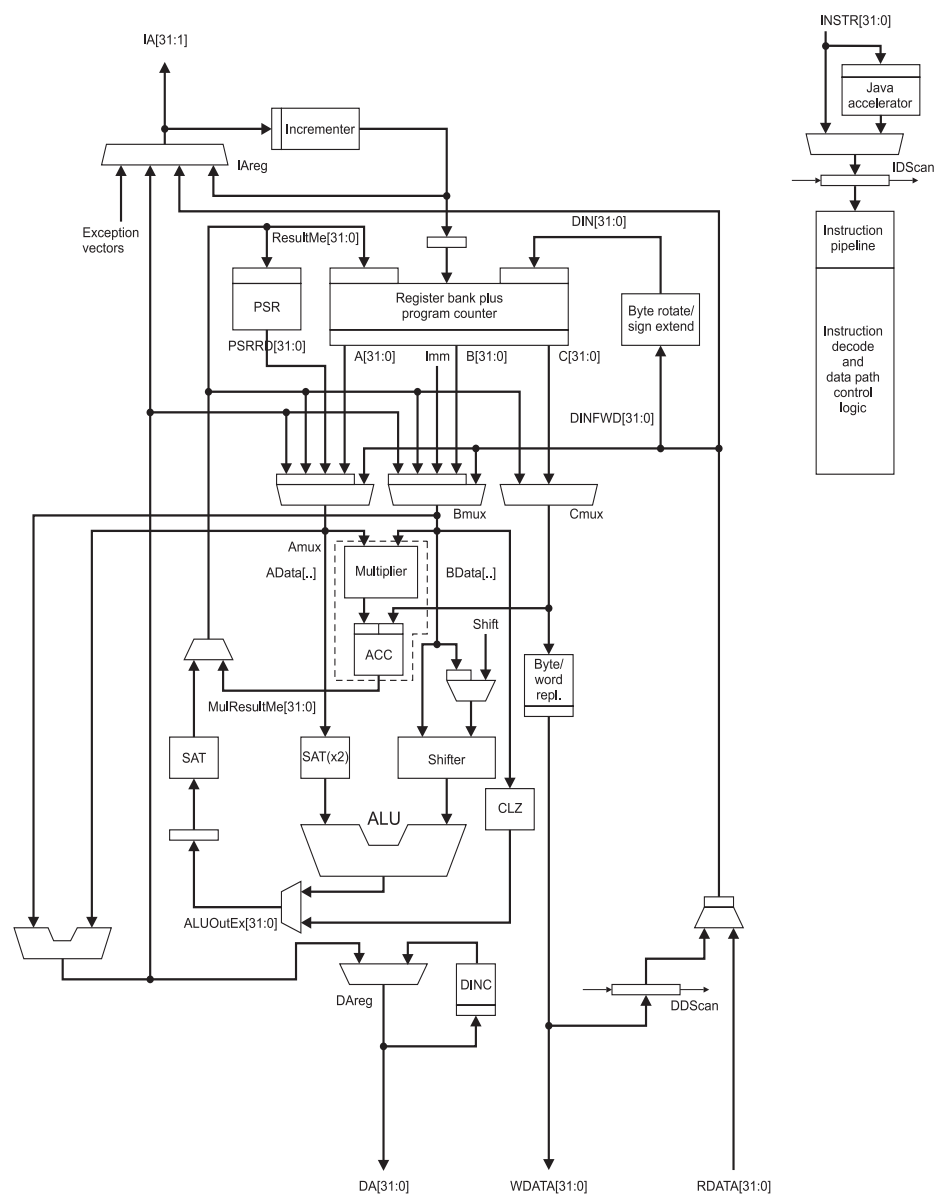 INSTR[31:0]
IA[31:1]
Java
accelerator
Incrementer
IAreg
IDScan
Exception
vectors
ResultMe[31:0]
DIN[31:0]
Instruction
pipeline
PSR
Register bank plus
program counter
Byte rotate/
sign extend
PSRRD[31:0]
A[31:0]
Imm
B[31:0]
C[31:0]
Instruction
decode
and
data path
control
logic
DINFWD[31:0]
Bmux
Cmux
Amux
AData[..]
Multiplier
BData[..]
Shift
ACC
Byte/
word
repl.
MulResultMe[31:0]
SAT
SAT(x2)
Shifter
CLZ
ALU
ALUOutEx[31:0]
DAreg
DINC
DDScan
DA[31:0]
WDATA[31:0]
RDATA[31:0]